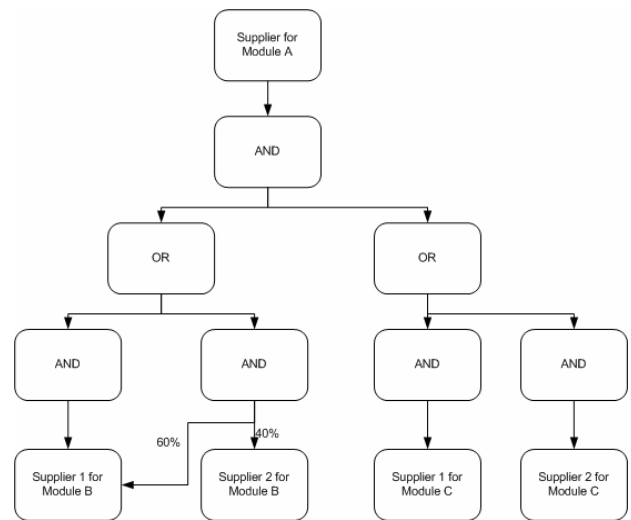 Supplier for
Module A
AND
OR
OR
AND
AND
AND
AND
60%
40%
Supplier 1 for
Module B
Supplier 2 for
Module B
Supplier 1 for
Module C
Supplier 2 for
Module C